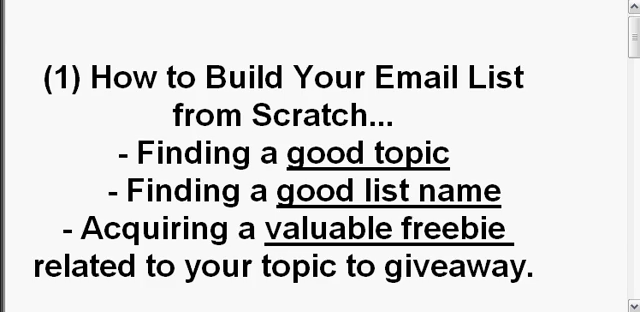 (1) How to Build Your Email List
from Scratch...
- Finding a good topic
- Finding a good list name
- Acquiring a valuable freebie
related to your topic to giveaway.